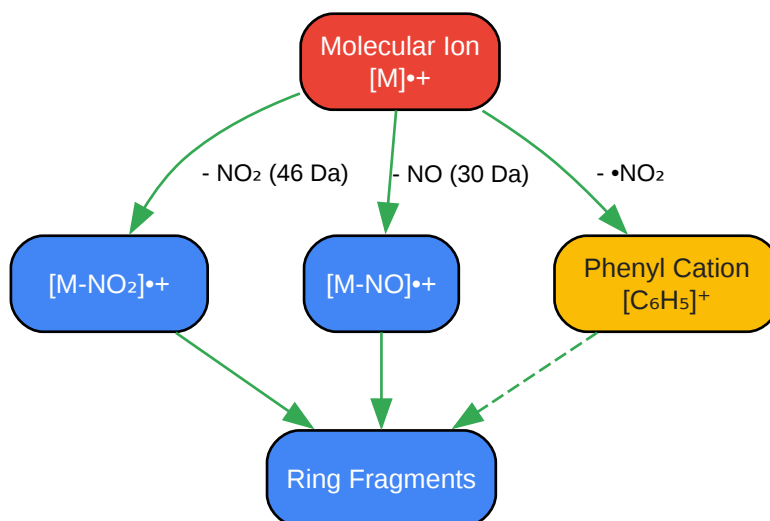 Molecular Ion
[M]•+
- NO₂ (46 Da)
- NO (30 Da)
- •NO₂
[M-NO₂]•+
[M-NO]•+
Phenyl Cation
[C₆H₅]⁺
Ring Fragments